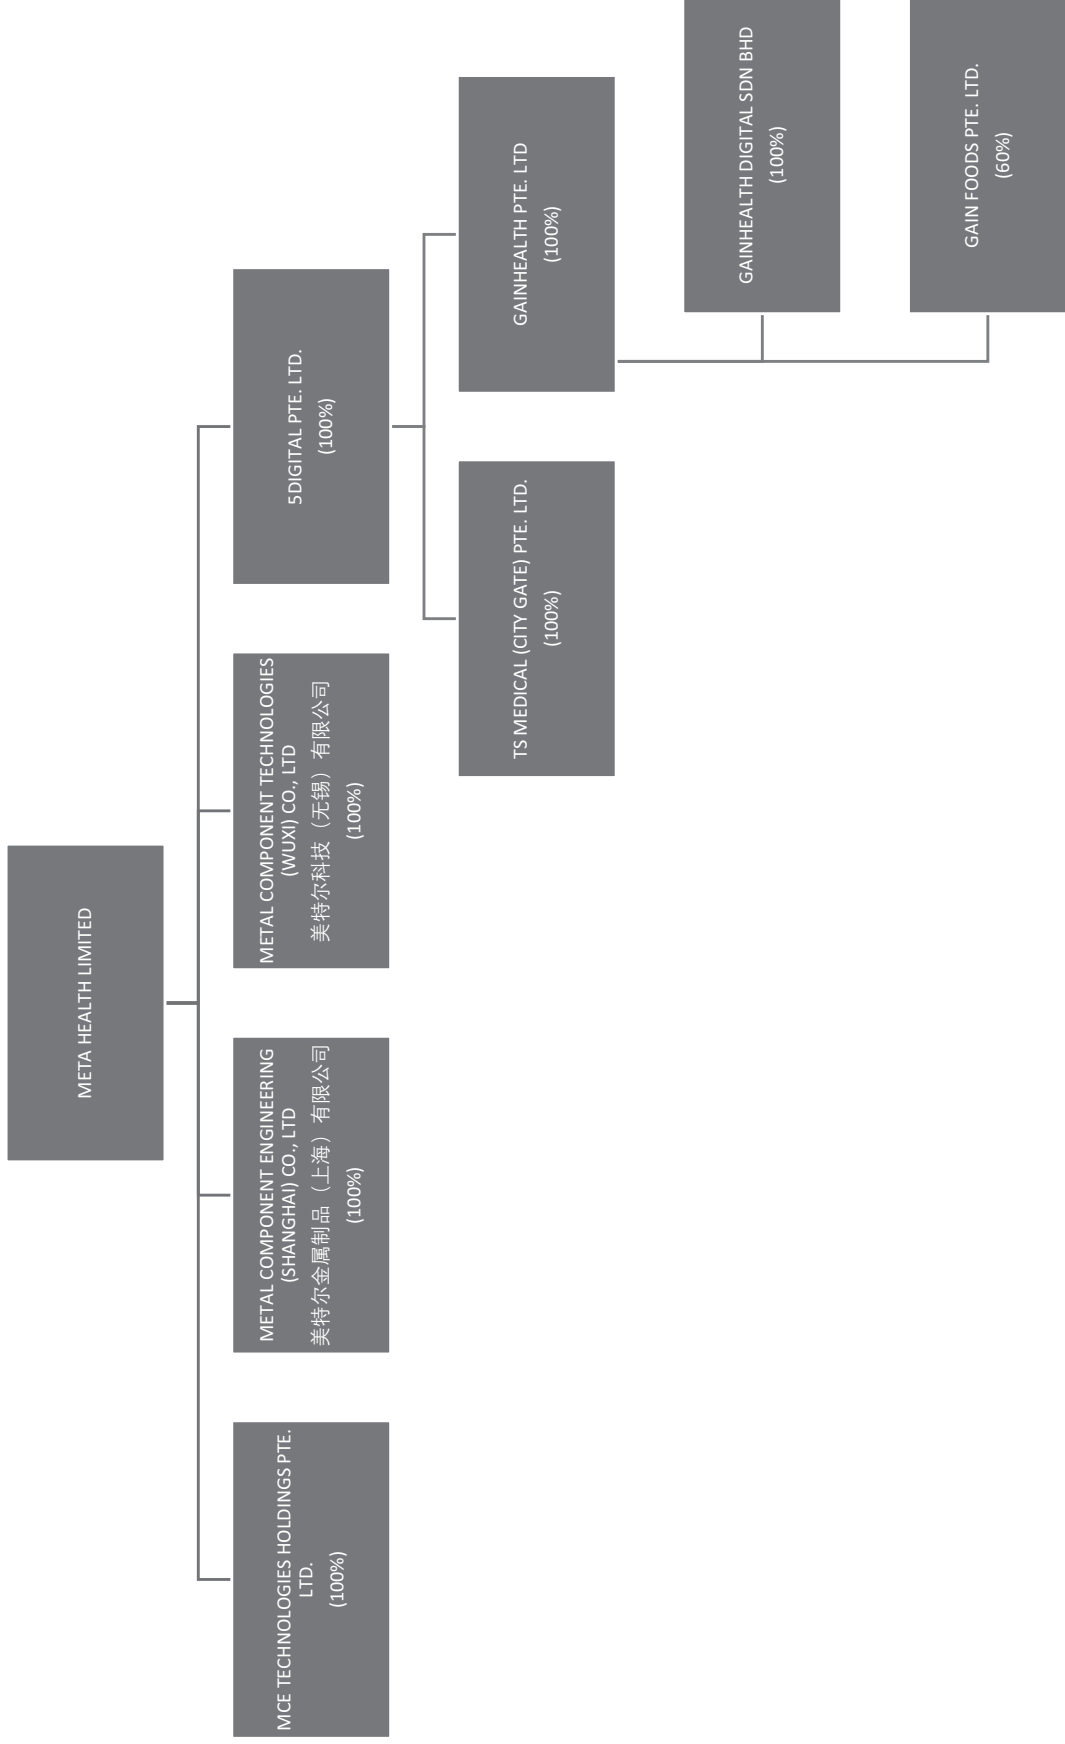 META HEALTH LIMITED
MCE TECHNOLOGIES HOLDINGS PTE.
LTD.
(100%)
METAL COMPONENT ENGINEERING
(SHANGHAI) CO., LTD
美特尔金属制品（上海）有限公司
(100%)
METAL COMPONENT TECHNOLOGIES
(WUXI) CO., LTD
美特尔科技（无锡）有限公司
(100%)
5DIGITAL PTE. LTD.
(100%)
TS MEDICAL (CITY GATE) PTE. LTD.
(100%)
GAINHEALTH PTE. LTD
(100%)
GAINHEALTH DIGITAL SDN BHD
(100%)
GAIN FOODS PTE. LTD.
(60%)